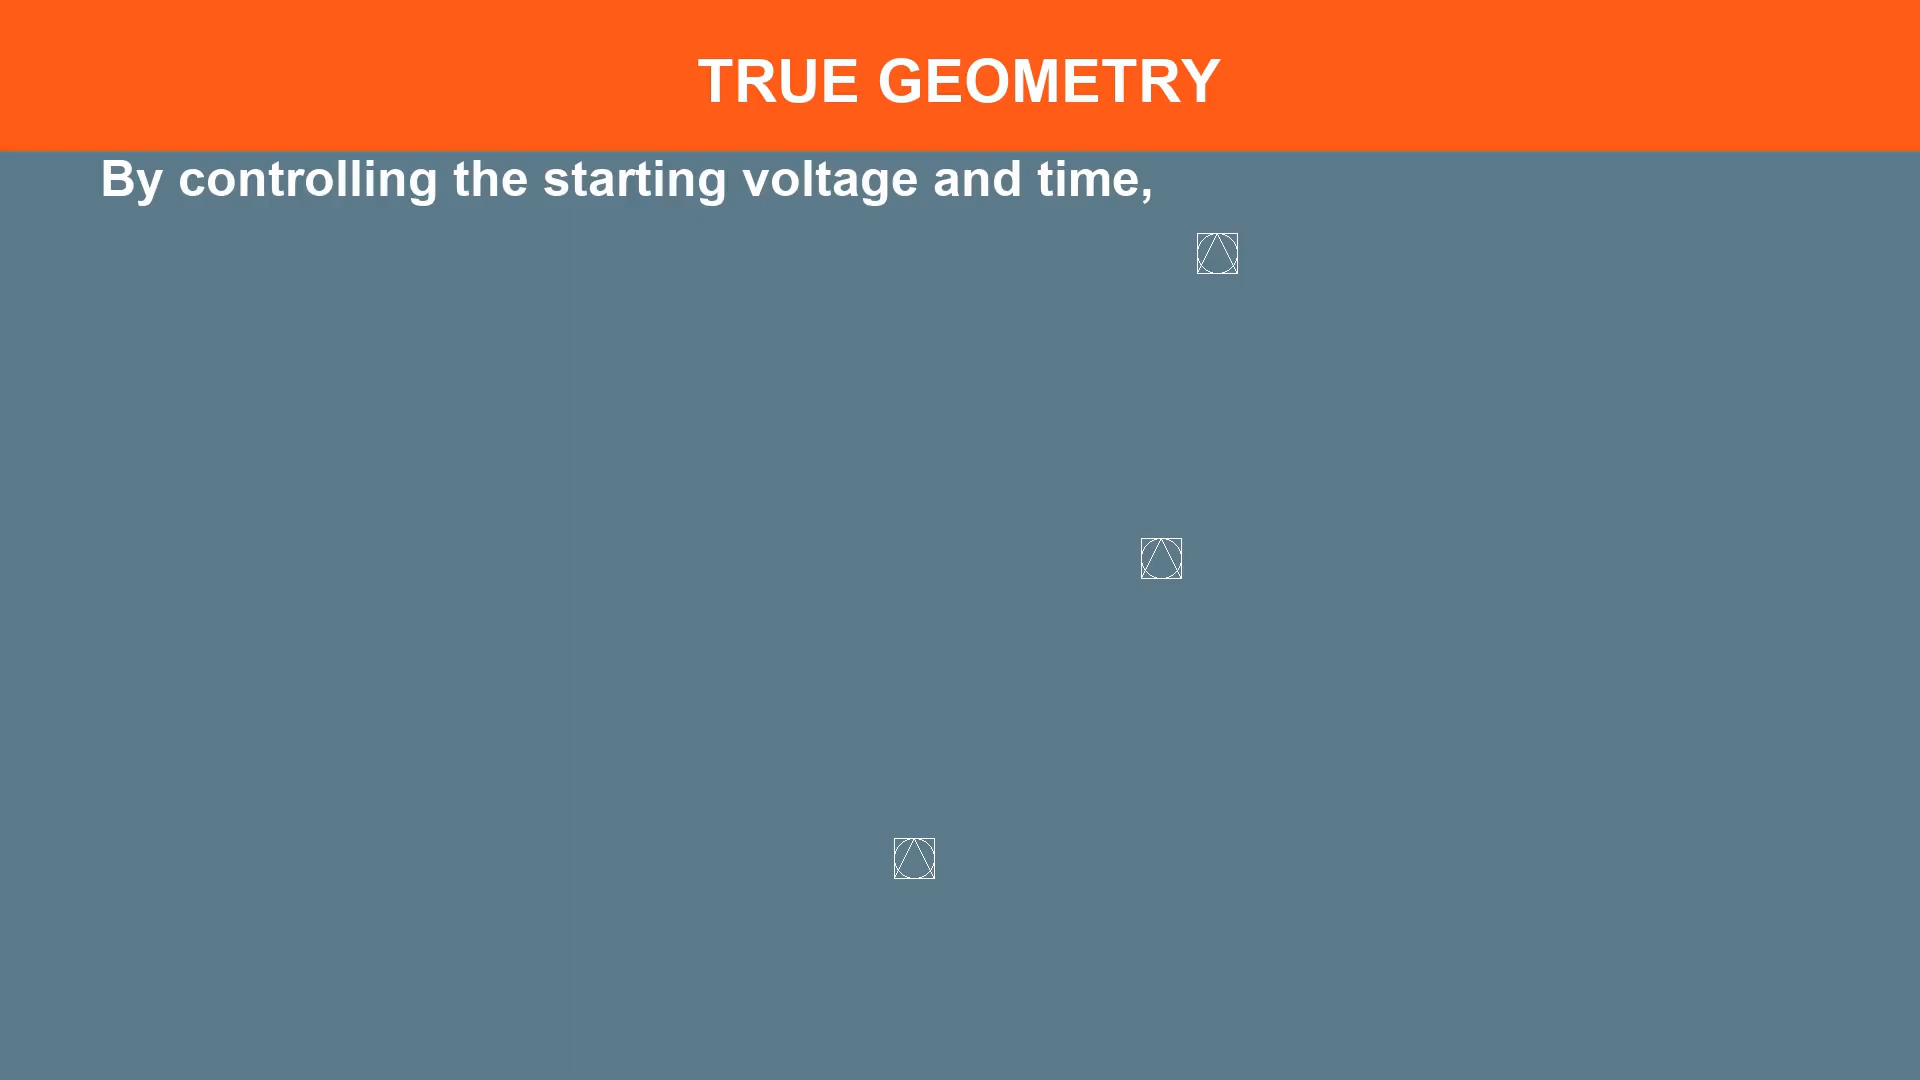 TRUE GEOMETRY
By controlling the starting voltage and time,